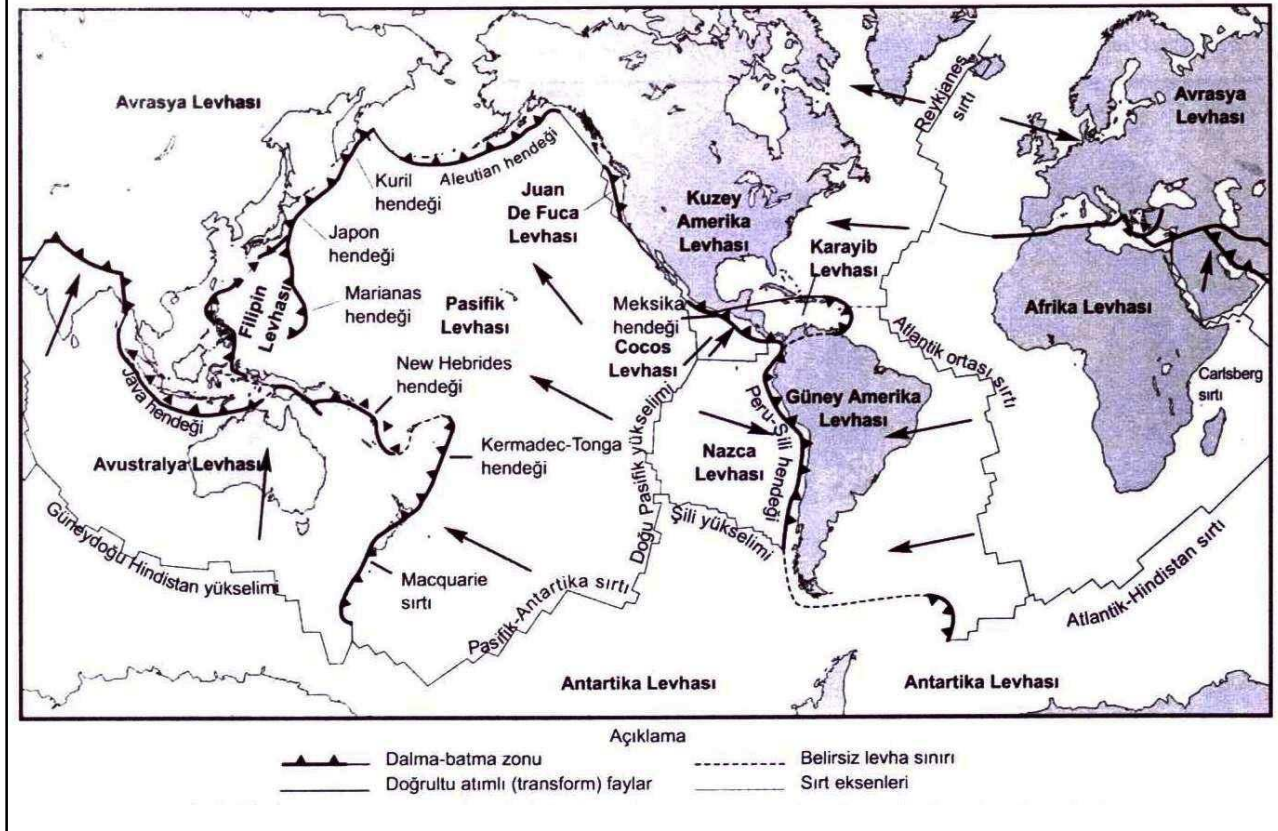 Avrasya Levhası
Reykjanes
sırtı
Avrasya
Levhası
Aleutian hendeği
Kuril
hendeği
Juan
De Fuca
Levhası
Kuzey
Amerika
Levhası
Japon
hendeği
Karayib
Levhası
Marianas
hendeği
Filipin
Levhası
Pasifik
Levhası
Meksika
hendeği
Cocos
Levhası
Afrika Levhası
Atlantik ortası sırtı
New Hebrides
hendeği
Java hendeği
Carlsberg
sırtı
Peru-Şili hendeği
Güney Amerika
Levhası
Kermadec-Tonga
hendeği
Nazca
Levhası
Avustralya Levhası
Doğu Pasifik yükselimi
Şili yükselimi
Güneydoğu Hindistan yükselimi
Macquarie
sırtı
Pasifik-Antartika sırtı
Atlantik-Hindistan sırtı
Antartika Levhası
Antartika Levhası
Açıklama
Dalma-batma zonu
Belirsiz levha sınırı
Doğrultu atımlı (transform) faylar
Sırt eksenleri